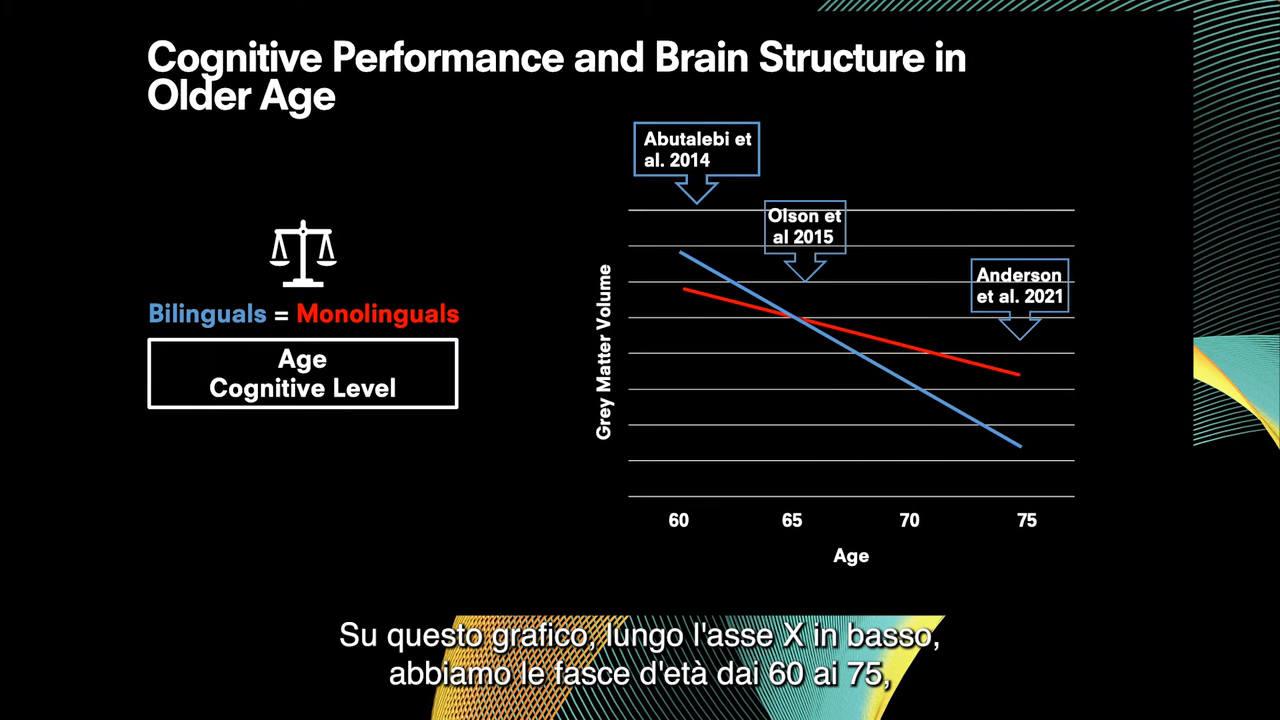 Cognitive Performance and Brain Structure in
Older Age
Abutalebi et
al. 2014
Olson et
al 2015
Anderson
et al. 2021
Bilinguals = Monolinguals
Age
Cognitive Level
Grey Matter Volume
60 65 70 75
Age
Su questo grafico, lungo l'asse X in basso,
abbiamo le fasce d'età dai 60 ai 75,